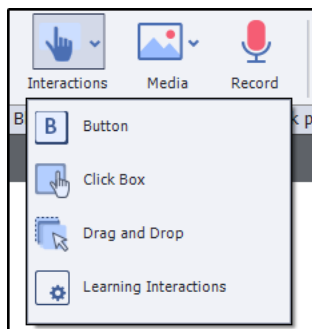 Interactions Media Record
B
k p
B Button
Click Box
Drag and Drop
Learning Interactions